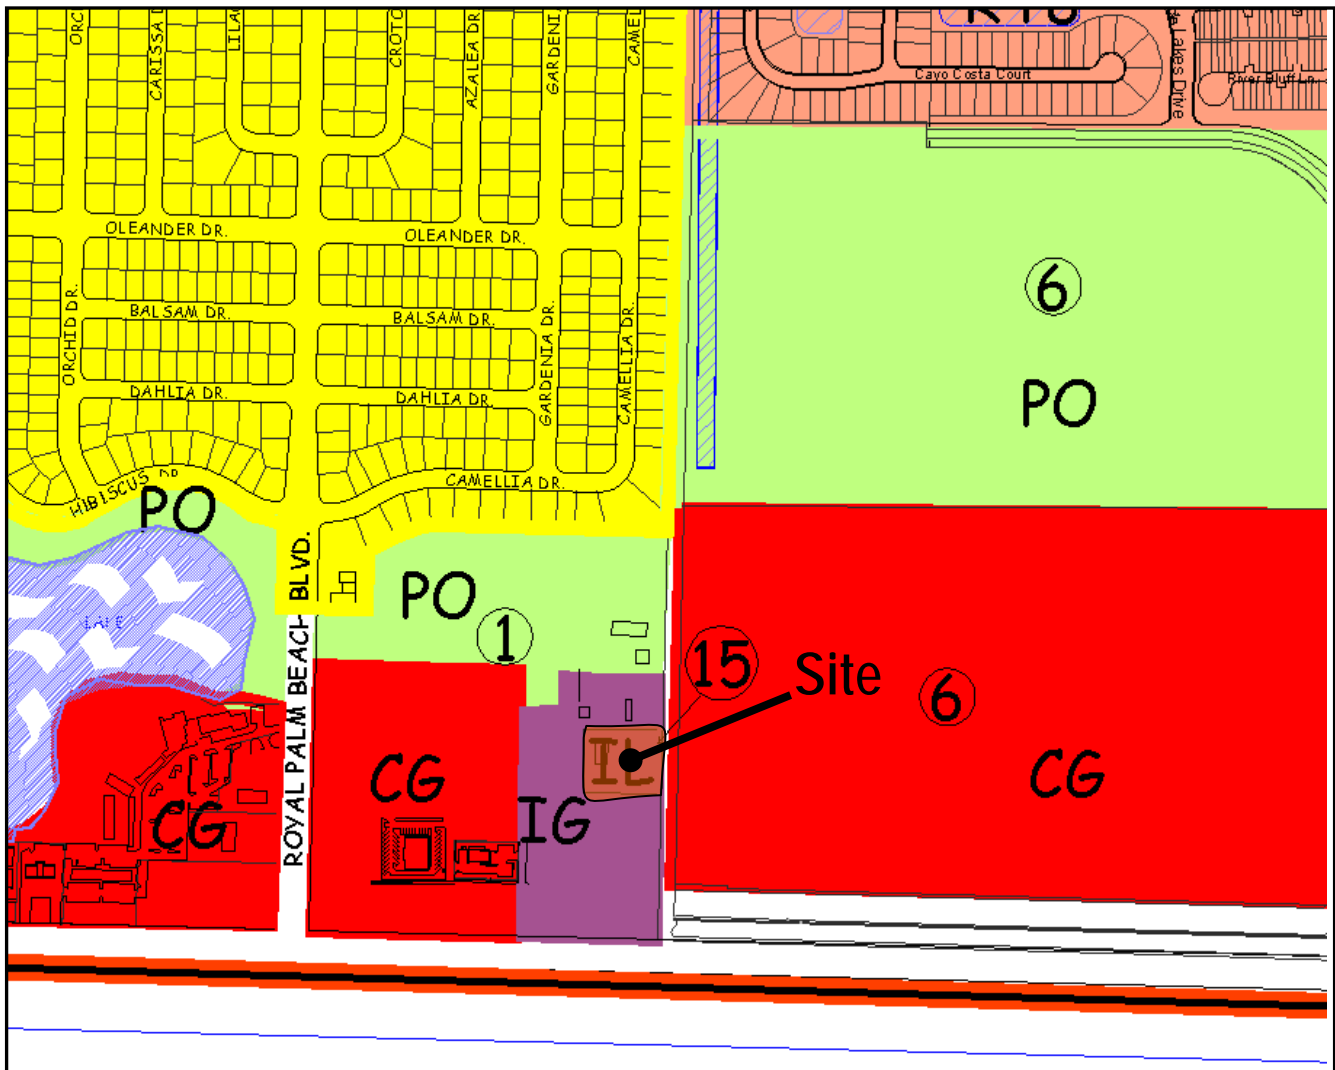 ORC
CARISSA
LILA
CROTO
AZALEA DR.
GARDENI
CAMEL
Cayo Costa Court
Lakes Drive
River Bluff Ln.
OLEANDER DR.
OLEANDER DR.
6
ORCHID DR.
BALSAM DR.
BALSAM DR.
GARDENIA DR.
CAMELLIA DR.
DAHLIA DR.
DAHLIA DR.
PO
HIBISCUS
CAMELLIA DR.
PO
ROYAL PALM BEACH BLVD.
PO
LAKE
1
15
Site
6
IL
CG
CG
CG
IG